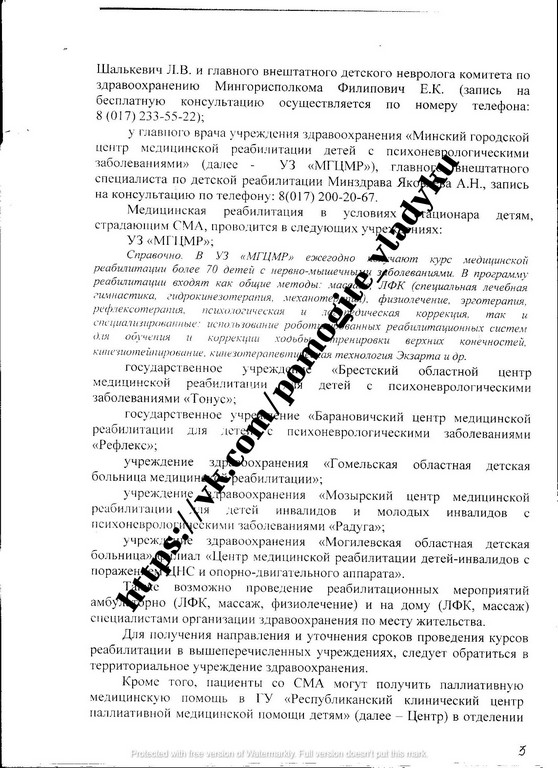 Шалькевич Л.В. и главного внештатного детского невролога комитета по
здравоохранению Мингорисполкома Филипович Е.К. (запись на
бесплатную консультацию осуществляется по номеру телефона:
8 (017) 233-55-22);
у главного врача учреждения здравоохранения «Минский городской
центр медицинской реабилитации детей с психоневрологическими
заболеваниями» (далее - УЗ «МГЦМР»), главного внештатного
специалиста по детской реабилитации Минздрава А.Н., запись
на консультацию по телефону: 8(017) 200-20-67.
Медицинская реабилитация в условиях стационара детям,
страдающим СМА, проводится в следующих учреждениях:
УЗ «МГЦМР»;
Справочно. В УЗ «МГЦМР» ежегодно получают курс медицинской
реабилитации более 70 детей с нервно-мышечными заболеваниями. В программу
реабилитации входят как общие методы: массаж, ЛФК (специальная лечебная
гимнастика, гидрокинезотерапия, механотерапия), физиолечение, эрготерапия,
рефлексотерапия, психологическая и логопедическая коррекция, так и
специализированные: использование роботизированных реабилитационных систем
для обучения и коррекции ходьбы, тренировки верхних конечностей,
кинезиотейпирование, кинезотерапевтическая технология Экзарта и др.
государственное учреждение «Брестский областной центр
медицинской реабилитации для детей с психоневрологическими
заболеваниями «Тонус»;
государственное учреждение «Барановичский центр медицинской
реабилитации для детей с психоневрологическими заболеваниями
«Рефлекс»;
учреждение здравоохранения «Гомельская областная детская
больница медицинской реабилитации»;
учреждение здравоохранения «Мозырский центр медицинской
реабилитации для детей инвалидов и молодых инвалидов с
психоневрологическими заболеваниями «Радуга»;
учреждение здравоохранения «Могилевская областная детская
больница» филиал «Центр медицинской реабилитации детей-инвалидов с
поражением ЦНС и опорно-двигательного аппарата».
Также возможно проведение реабилитационных мероприятий
амбулаторно (ЛФК, массаж, физиолечение) и на дому (ЛФК, массаж)
специалистами организации здравоохранения по месту жительства.
Для получения направления и уточнения сроков проведения курсов
реабилитации в вышеперечисленных учреждениях, следует обратиться в
территориальное учреждение здравоохранения.
Кроме того, пациенты со СМА могут получить паллиативную
медицинскую помощь в ГУ «Республиканский клинический центр
паллиативной медицинской помощи детям» (далее – Центр) в отделении
3
https://vk.com/pomogite_vladyku
Protected with free version of Watermarkly. Full version doesn't put this mark.